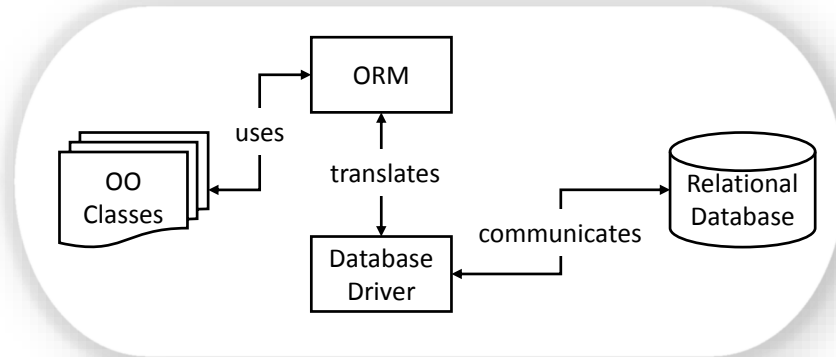 ORM
uses
OO
Classes
translates
Relational
Database
communicates
Database
Driver